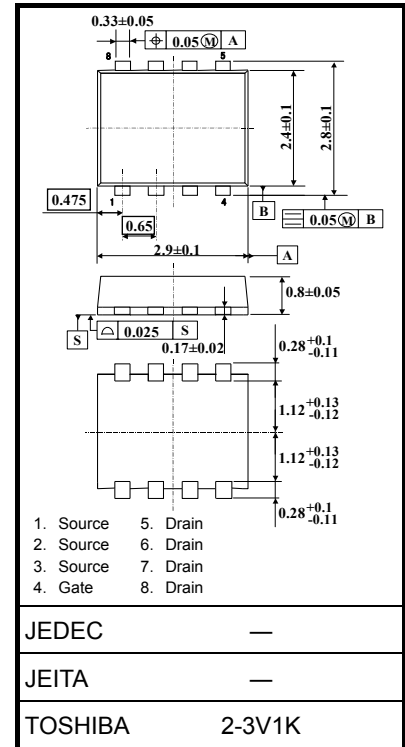 0.33±0.05
⌖ 0.05 Ⓜ A
8 5
2.4±0.1
2.8±0.1
0.475
1 4
B
⌯ 0.05 Ⓜ B
0.65
2.9±0.1
A
0.8±0.05
S
⌓ 0.025 S
0.17±0.02
0.28 +0.1 -0.11
1.12 +0.13 -0.12
1.12 +0.13 -0.12
0.28 +0.1 -0.11
1. Source 5. Drain
2. Source 6. Drain
3. Source 7. Drain
4. Gate 8. Drain
JEDEC —
JEITA —
TOSHIBA 2-3V1K